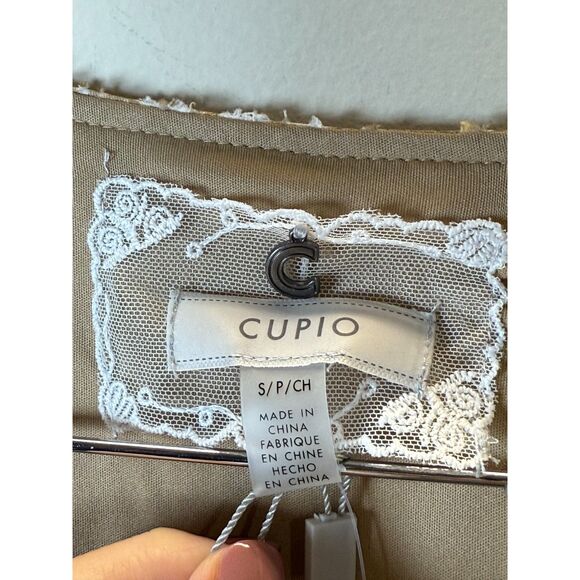 C
CUPIO
S/P/CH
MADE IN
CHINA
FABRIQUE
EN CHINE
HECHO
EN CHINA